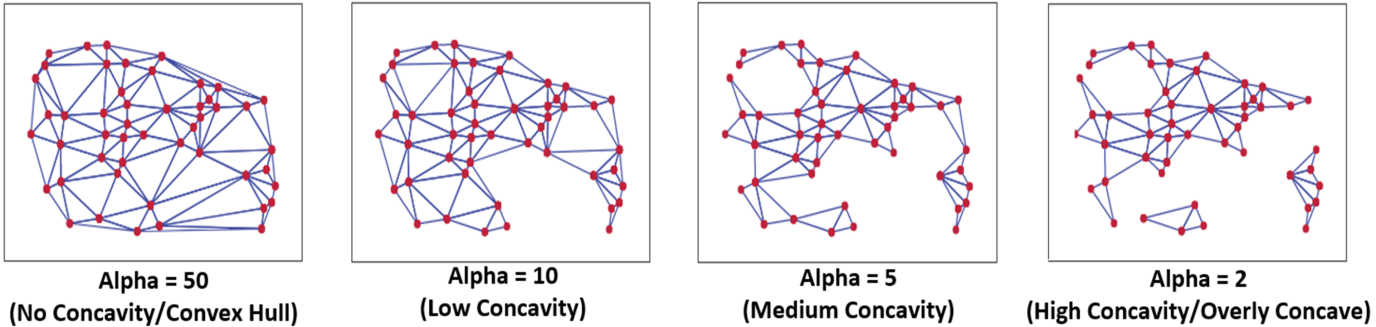 Alpha = 50
(No Concavity/Convex Hull)
Alpha = 10
(Low Concavity)
Alpha = 5
(Medium Concavity)
Alpha = 2
(High Concavity/Overly Concave)